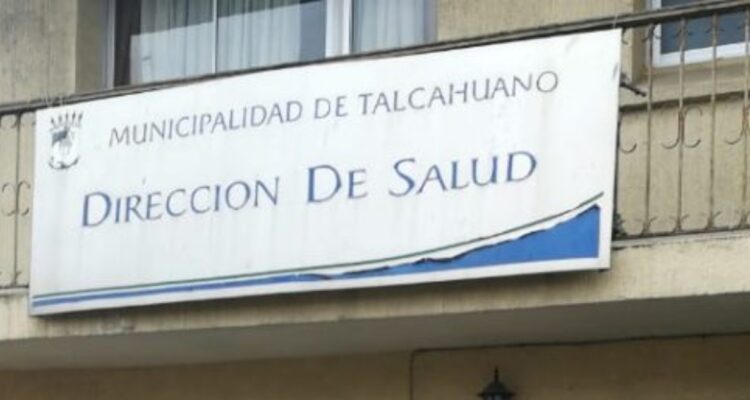 MUNICIPALIDAD DE TALCAHUANO
DIRECCION DE SALUD